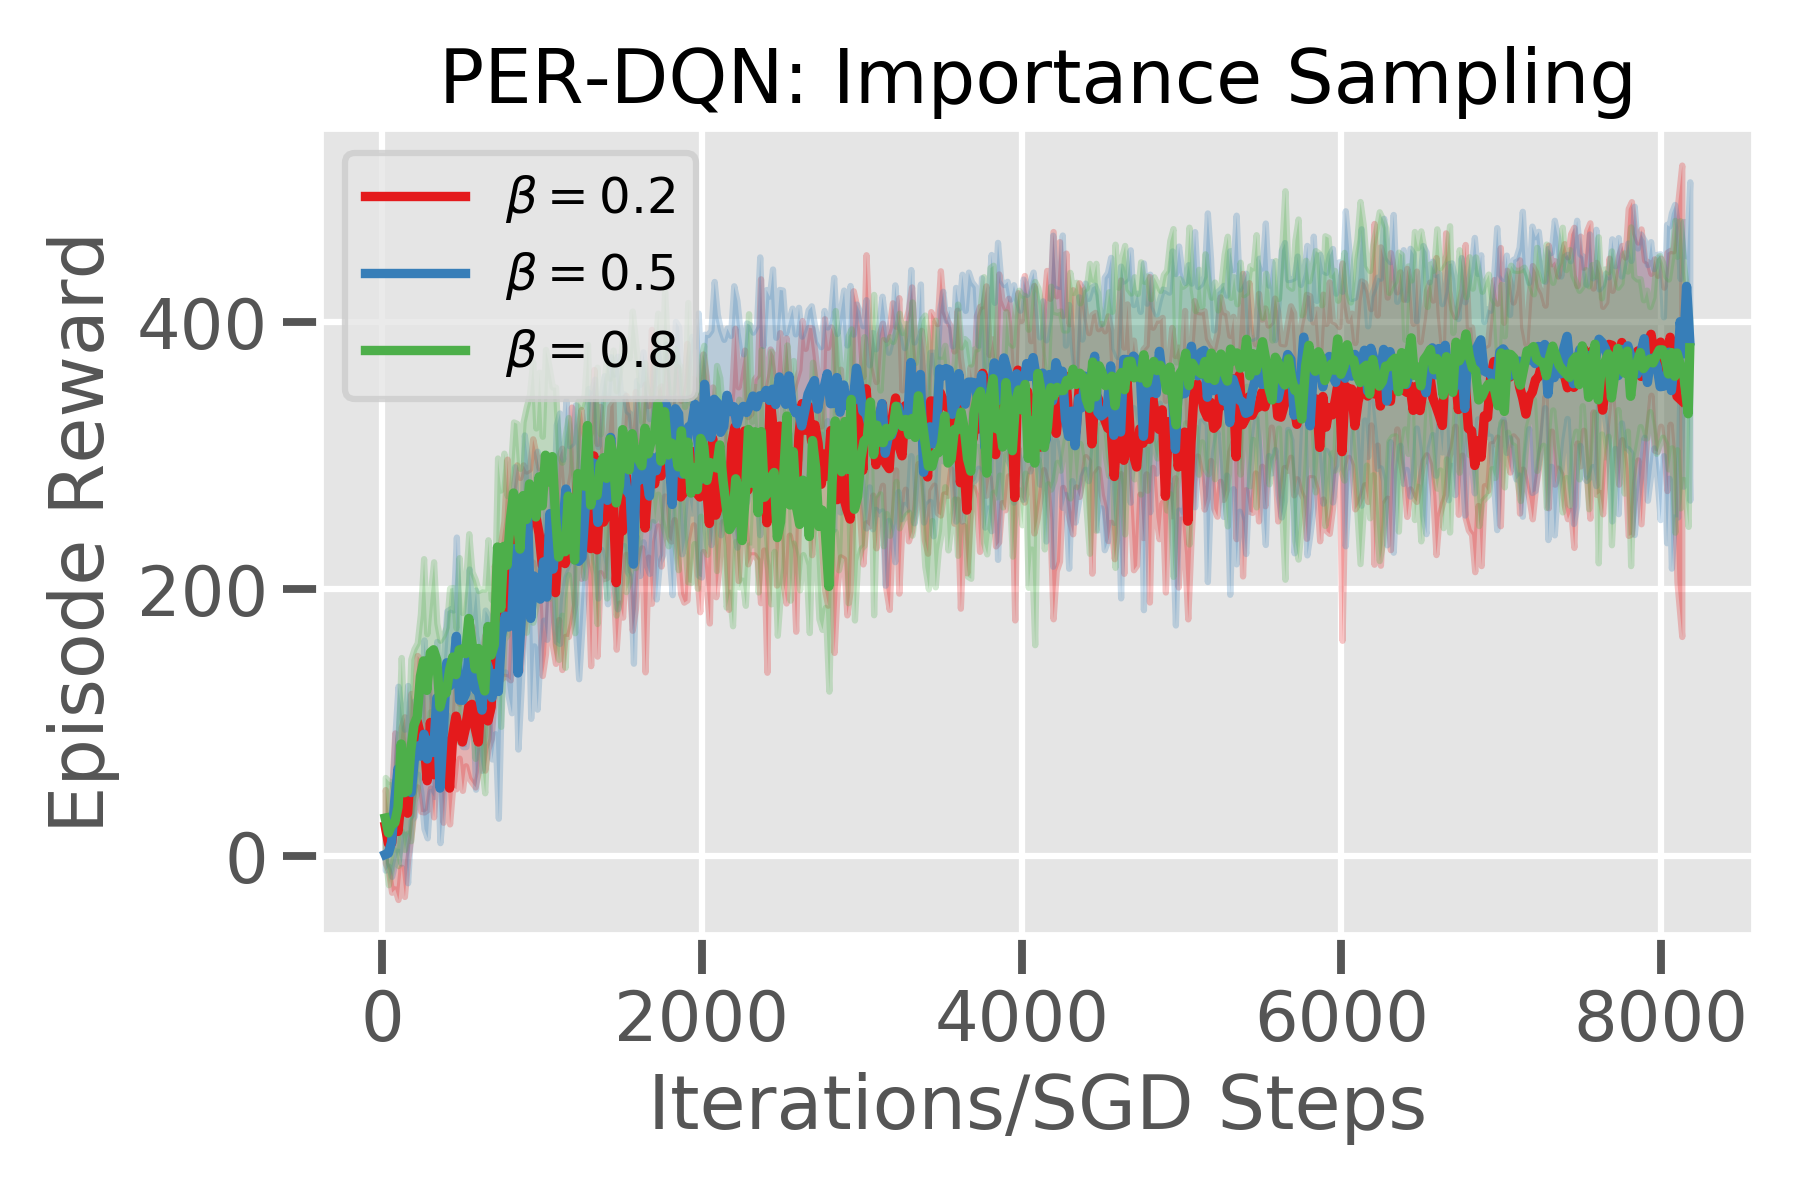 PER-DQN: Importance Sampling
β = 0.2
β = 0.5
β = 0.8
Episode Reward
400
200
0
0 2000 4000 6000 8000
Iterations/SGD Steps